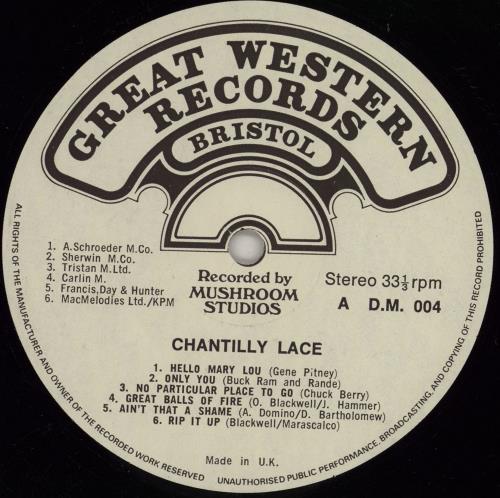 GREAT WESTERN
RECORDS
BRISTOL
1. A.Schroeder M.Co.
2. Sherwin M.Co.
3. Tristan M.Ltd.
4. Carlin M.
5. Francis,Day & Hunter
6. MacMelodies Ltd./KPM
Recorded by
MUSHROOM
STUDIOS
Stereo 33⅓rpm
A D.M. 004
CHANTILLY LACE
1. HELLO MARY LOU (Gene Pitney)
2. ONLY YOU (Buck Ram and Rande)
3. NO PARTICULAR PLACE TO GO (Chuck Berry)
4. GREAT BALLS OF FIRE (O. Blackwell/J. Hammer)
5. AIN'T THAT A SHAME (A. Domino/D. Bartholomew)
6. RIP IT UP (Blackwell/Marascalco)
Made in U.K.
ALL RIGHTS OF THE MANUFACTURER AND OWNER OF THE RECORDED WORK RESERVED
UNAUTHORISED PUBLIC PERFORMANCE, BROADCASTING, AND COPYING OF THIS RECORD PROHIBITED